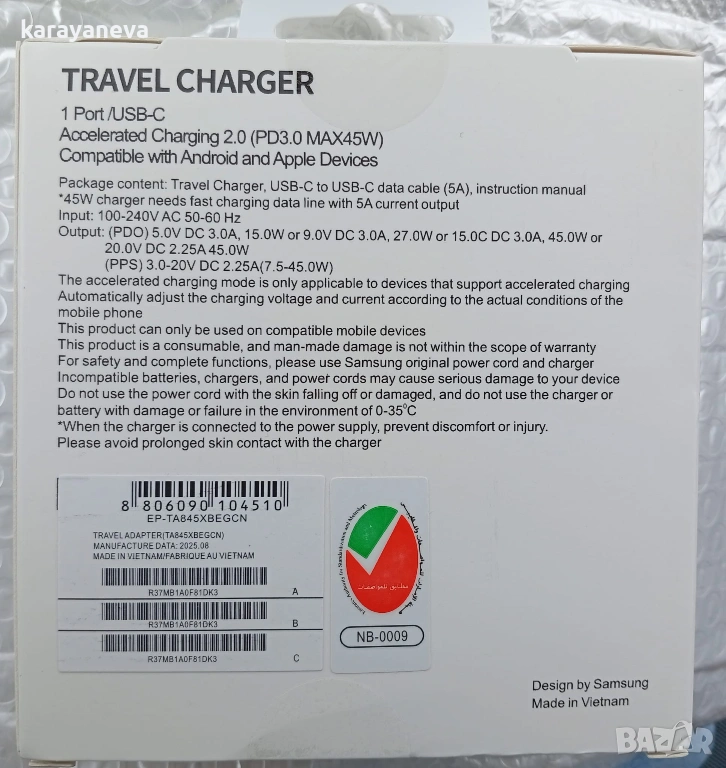 karayaneva
TRAVEL CHARGER
1 Port /USB-C
Accelerated Charging 2.0 (PD3.0 MAX45W)
Compatible with Android and Apple Devices
Package content: Travel Charger, USB-C to USB-C data cable (5A), instruction manual
*45W charger needs fast charging data line with 5A current output
Input: 100-240V AC 50-60 Hz
Output: (PDO) 5.0V DC 3.0A, 15.0W or 9.0V DC 3.0A, 27.0W or 15.0C DC 3.0A, 45.0W or
20.0V DC 2.25A 45.0W
(PPS) 3.0-20V DC 2.25A(7.5-45.0W)
The accelerated charging mode is only applicable to devices that support accelerated charging
Automatically adjust the charging voltage and current according to the actual conditions of the
mobile phone
This product can only be used on compatible mobile devices
This product is a consumable, and man-made damage is not within the scope of warranty
For safety and complete functions, please use Samsung original power cord and charger
Incompatible batteries, chargers, and power cords may cause serious damage to your device
Do not use the power cord with the skin falling off or damaged, and do not use the charger or
battery with damage or failure in the environment of 0-35°C
*When the charger is connected to the power supply, prevent discomfort or injury.
Please avoid prolonged skin contact with the charger
8 806090 104510
EP-TA845XBEGCN
TRAVEL ADAPTER(TA845XBEGCN)
MANUFACTURE DATA: 2025.08
MADE IN VIETNAM/FABRIQUE AU VIETNAM
R37MB1A0F81DK3 A
R37MB1A0F81DK3 B
R37MB1A0F81DK3 C
NB-0009
Design by Samsung
Made in Vietnam
BAZAR